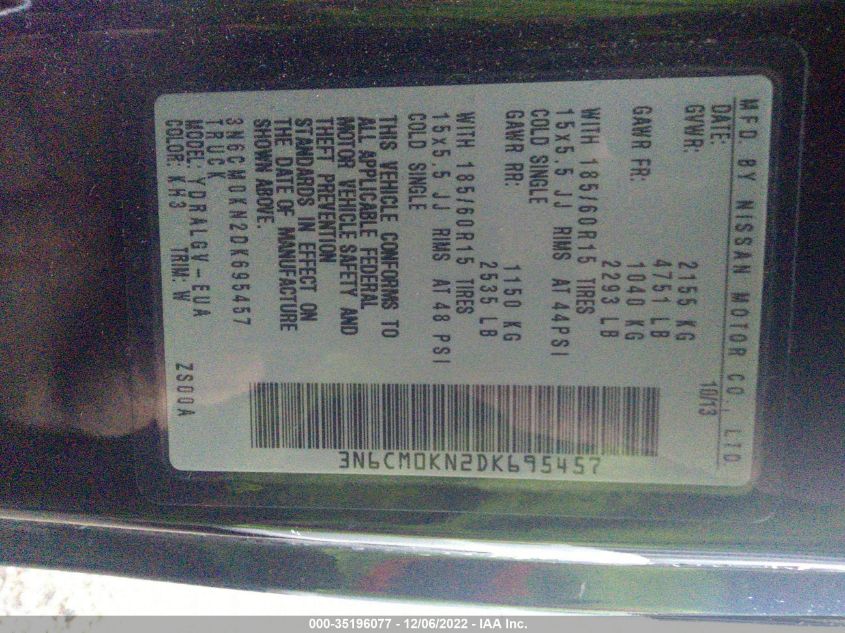 MFD BY NISSAN MOTOR CO., LTD
DATE: 10/13
GVWR: 2155 KG
4751 LB
GAWR FR: 1040 KG
2293 LB
WITH 185/60R15 TIRES
15x5.5 JJ RIMS AT 44PSI
COLD SINGLE
GAWR RR: 1150 KG
2535 LB
WITH 185/60R15 TIRES
15x5.5 JJ RIMS AT 48 PSI
COLD SINGLE
THIS VEHICLE CONFORMS TO
ALL APPLICABLE FEDERAL
MOTOR VEHICLE SAFETY AND
THEFT PREVENTION
STANDARDS IN EFFECT ON
THE DATE OF MANUFACTURE
SHOWN ABOVE.
3N6CM0KN2DK695457
TRUCK
MODEL: YDRALGV-EUA
COLOR: KH3 TRIM: W ZS00A
3N6CM0KN2DK695457
000-35196077 - 12/06/2022 - IAA Inc.